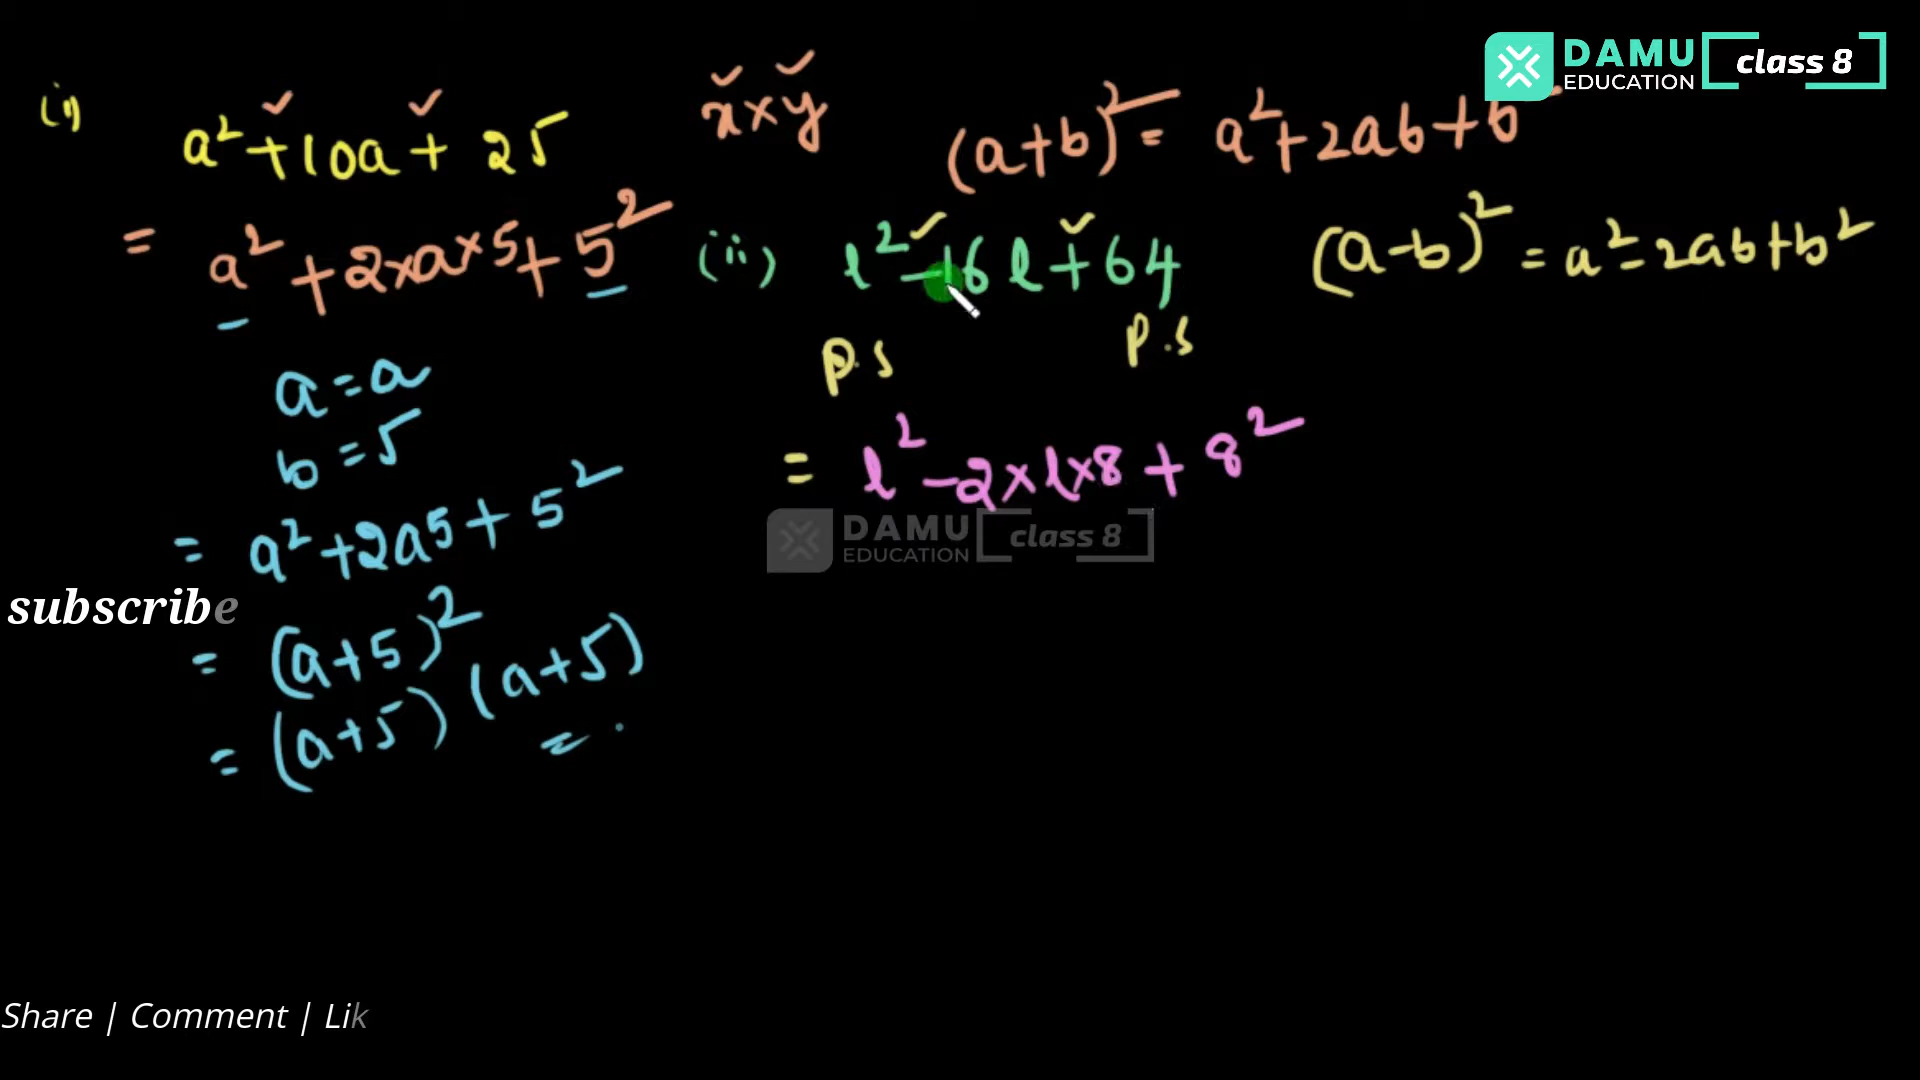 DAMU
EDUCATION
class 8
(i)
a² + 10a + 25
= a² + 2×a×5 + 5²
a = a
b = 5
= a² + 2a5 + 5²
= (a+5)²
= (a+5) (a+5)
x × y
(a+b)² = a² + 2ab + b²
(a-b)² = a² - 2ab + b²
(ii) l² - 16l + 64
p.s p.s
= l² - 2×l×8 + 8²
DAMU
EDUCATION
class 8
subscribe
Share | Comment | Lik